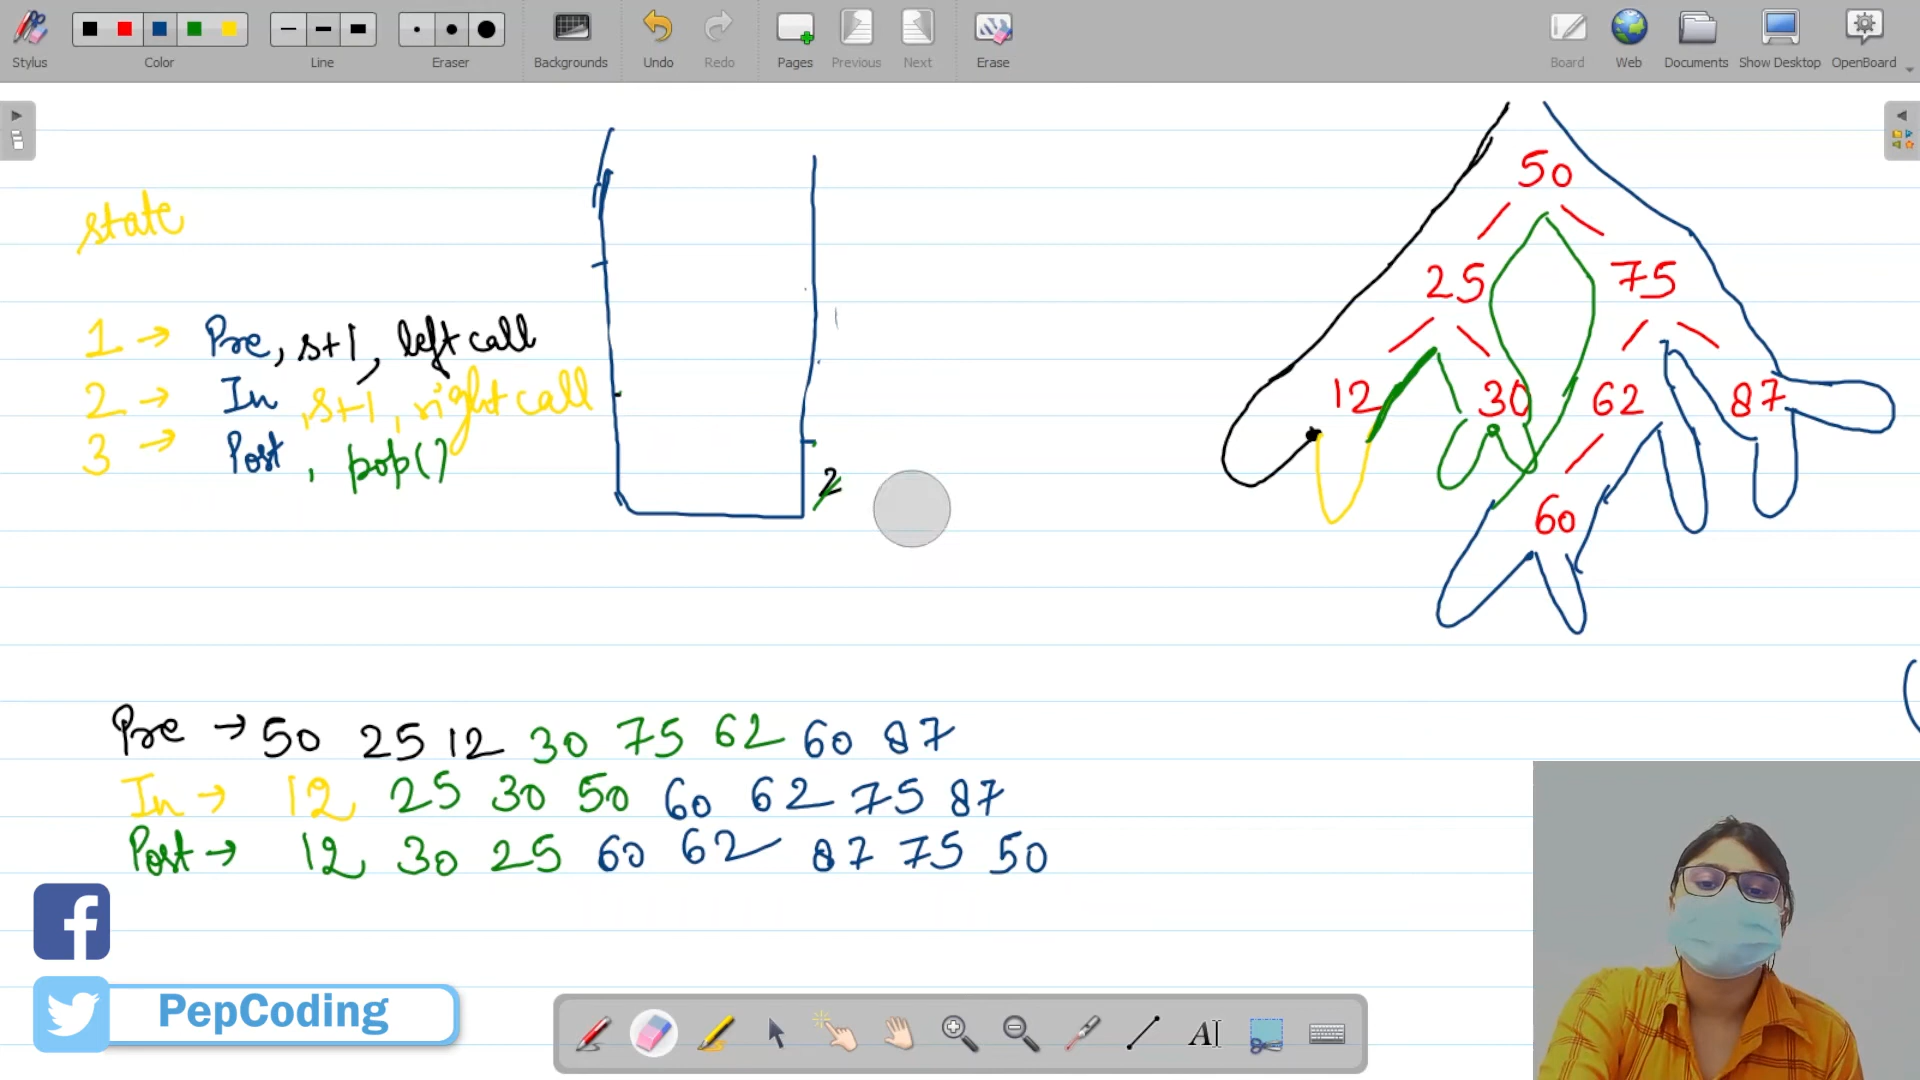 Stylus
Color
Line
Eraser
Backgrounds
Undo
Redo
Pages
Previous
Next
Erase
Board
Web
Documents
Show Desktop
OpenBoard
state
1 → Pre, s+1, left call
2 → In, s+1, right call
3 → Post, pop()
2
50
25 75
12 30 62 87
60
Pre → 50 25 12 30 75 62 60 87
In → 12 25 30 50 60 62 75 87
Post → 12 30 25 60 62 87 75 50
PepCoding